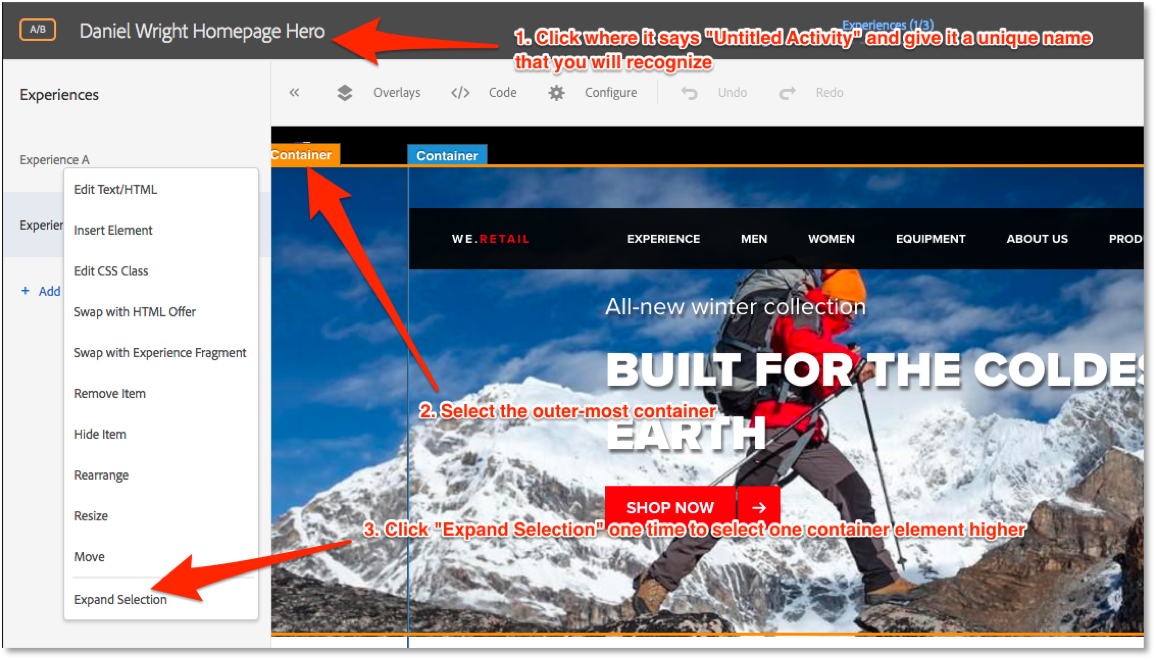 A/B
Daniel Wright Homepage Hero
Experiences (1/3)
1. Click where it says "Untitled Activity" and give it a unique name
that you will recognize
Experiences
Overlays
</> Code
Configure
Undo
Redo
Experience A
Container
Container
Edit Text/HTML
Experien
Insert Element
Edit CSS Class
+ Add
Swap with HTML Offer
Swap with Experience Fragment
Remove Item
Hide Item
Rearrange
Resize
Move
Expand Selection
WE.RETAIL
EXPERIENCE
MEN
WOMEN
EQUIPMENT
ABOUT US
PROD
All-new winter collection
BUILT FOR THE COLDES
2. Select the outer-most container
EARTH
SHOP NOW
3. Click "Expand Selection" one time to select one container element higher